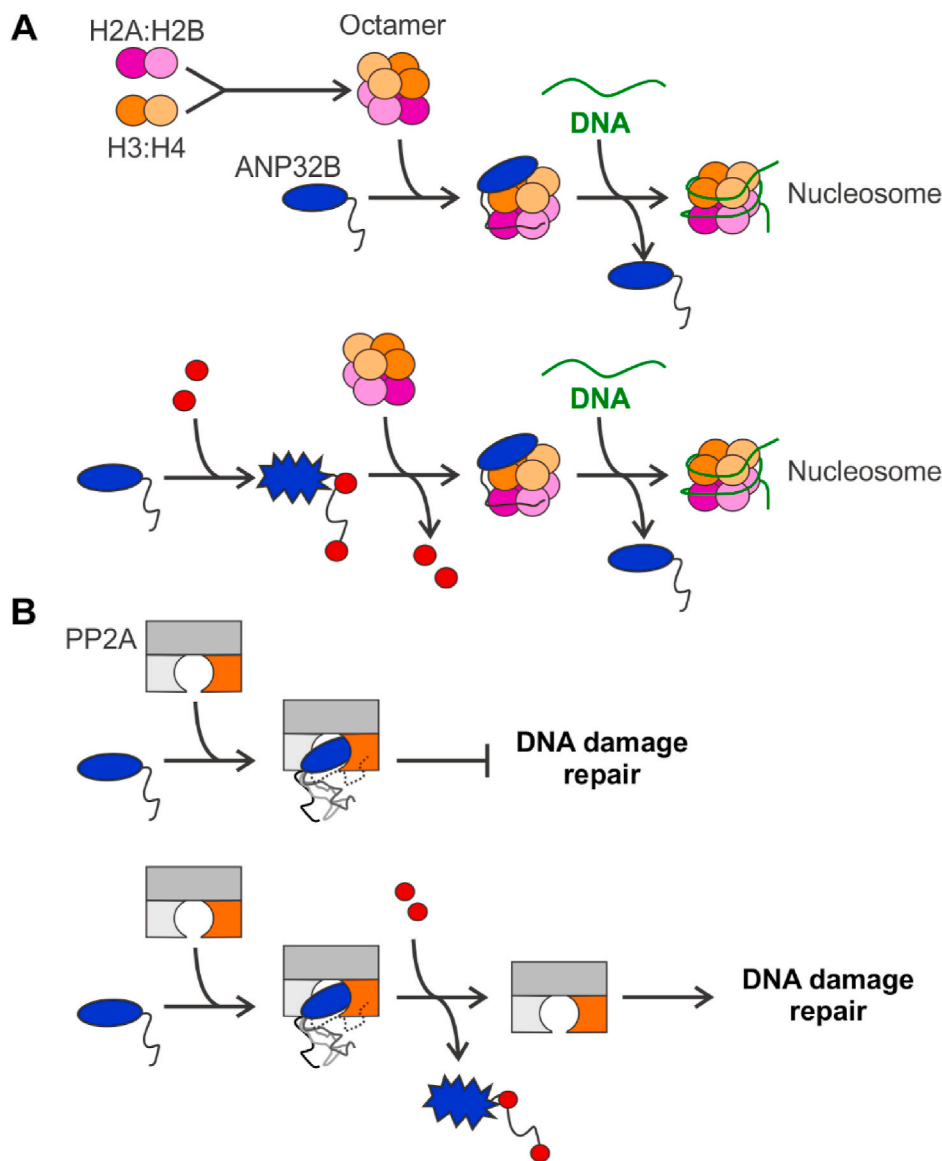 A
H2A:H2B
Octamer
H3:H4
DNA
ANP32B
Nucleosome
DNA
Nucleosome
B
PP2A
DNA damage
repair
DNA damage
repair